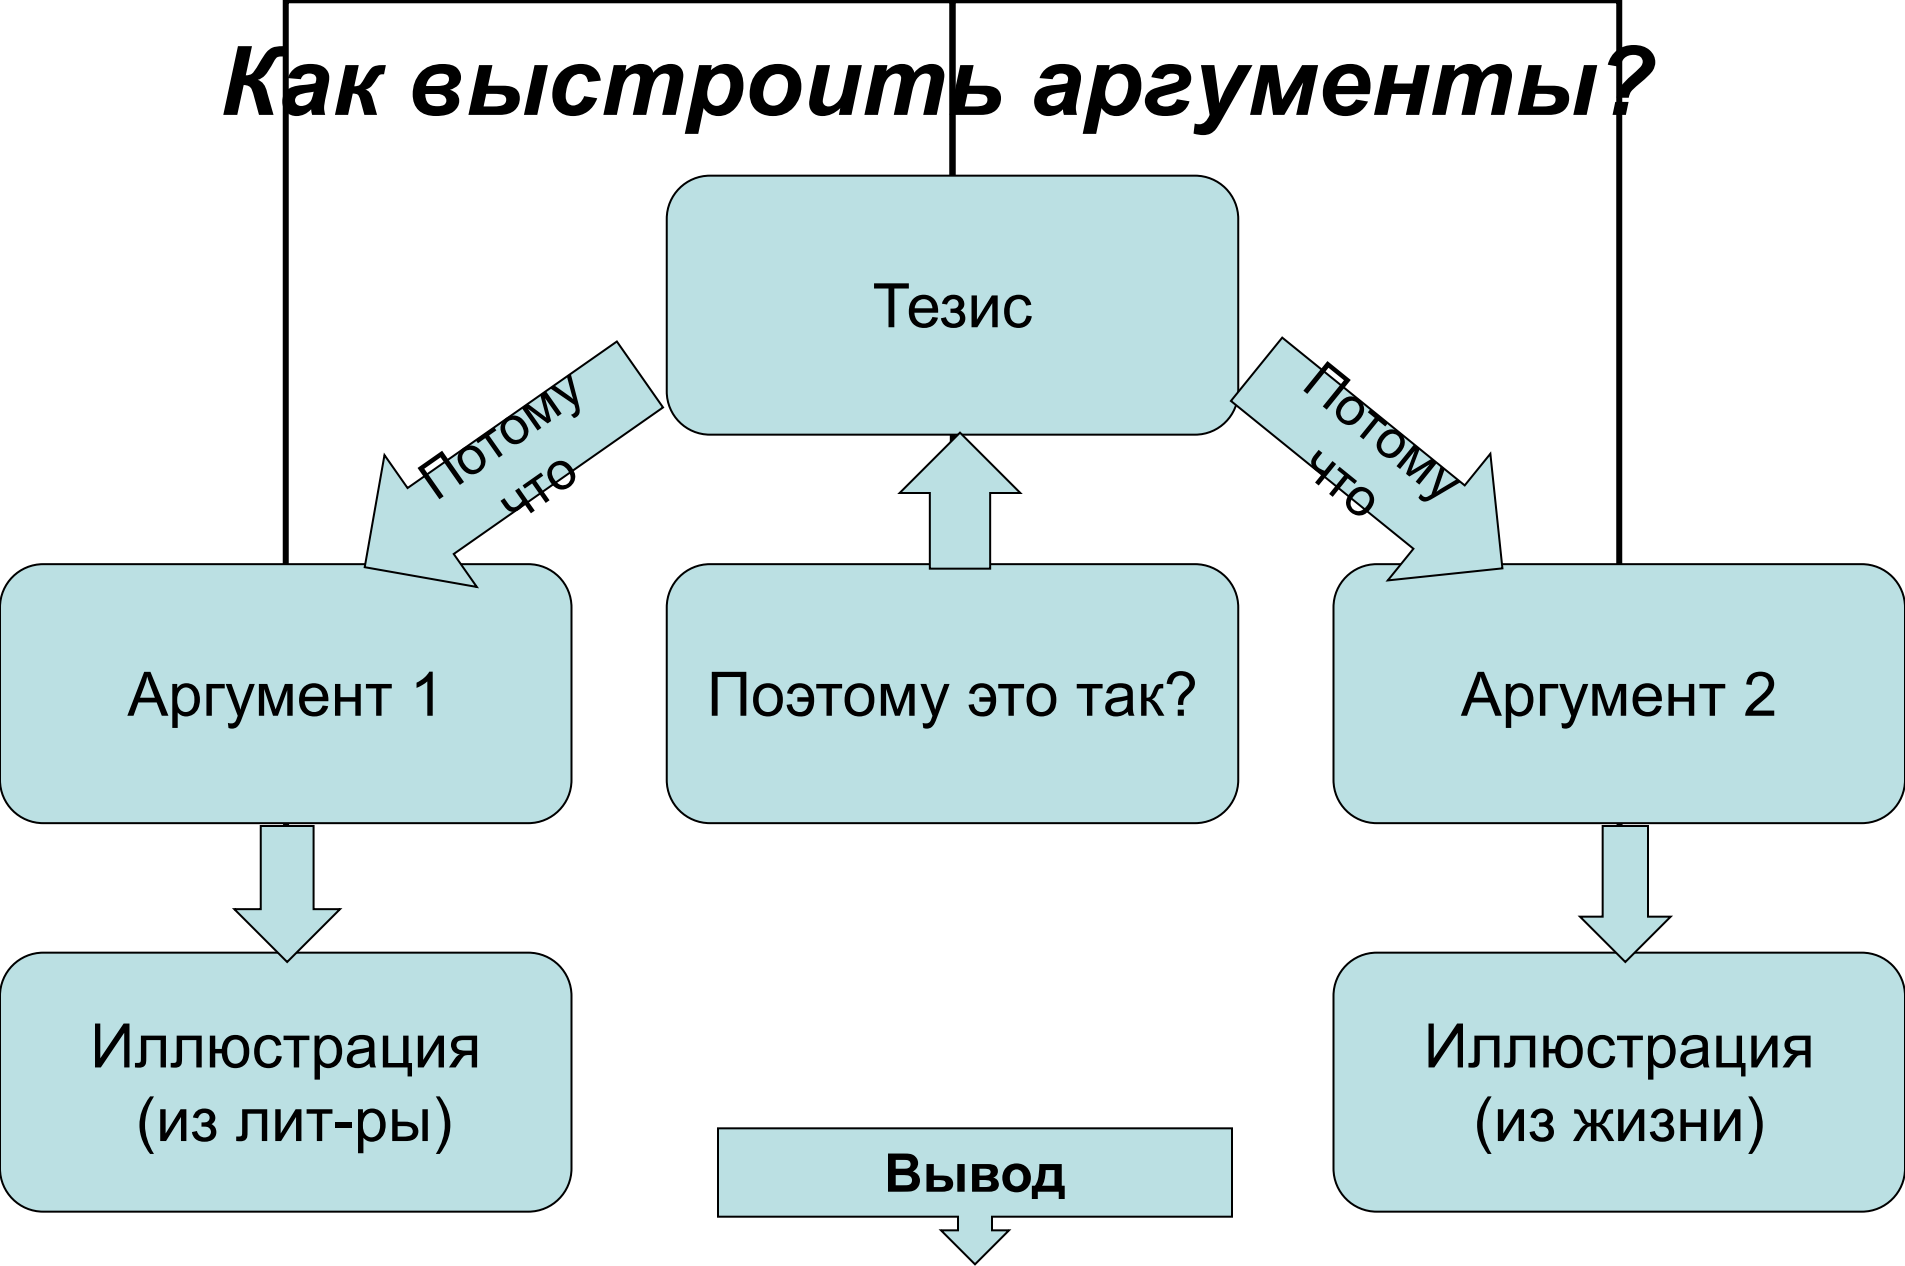 Как выстроить аргументы?
Тезис
Потому
что
Потому
что
Аргумент 1
Поэтому это так?
Аргумент 2
Иллюстрация
(из лит-ры)
Иллюстрация
(из жизни)
Вывод